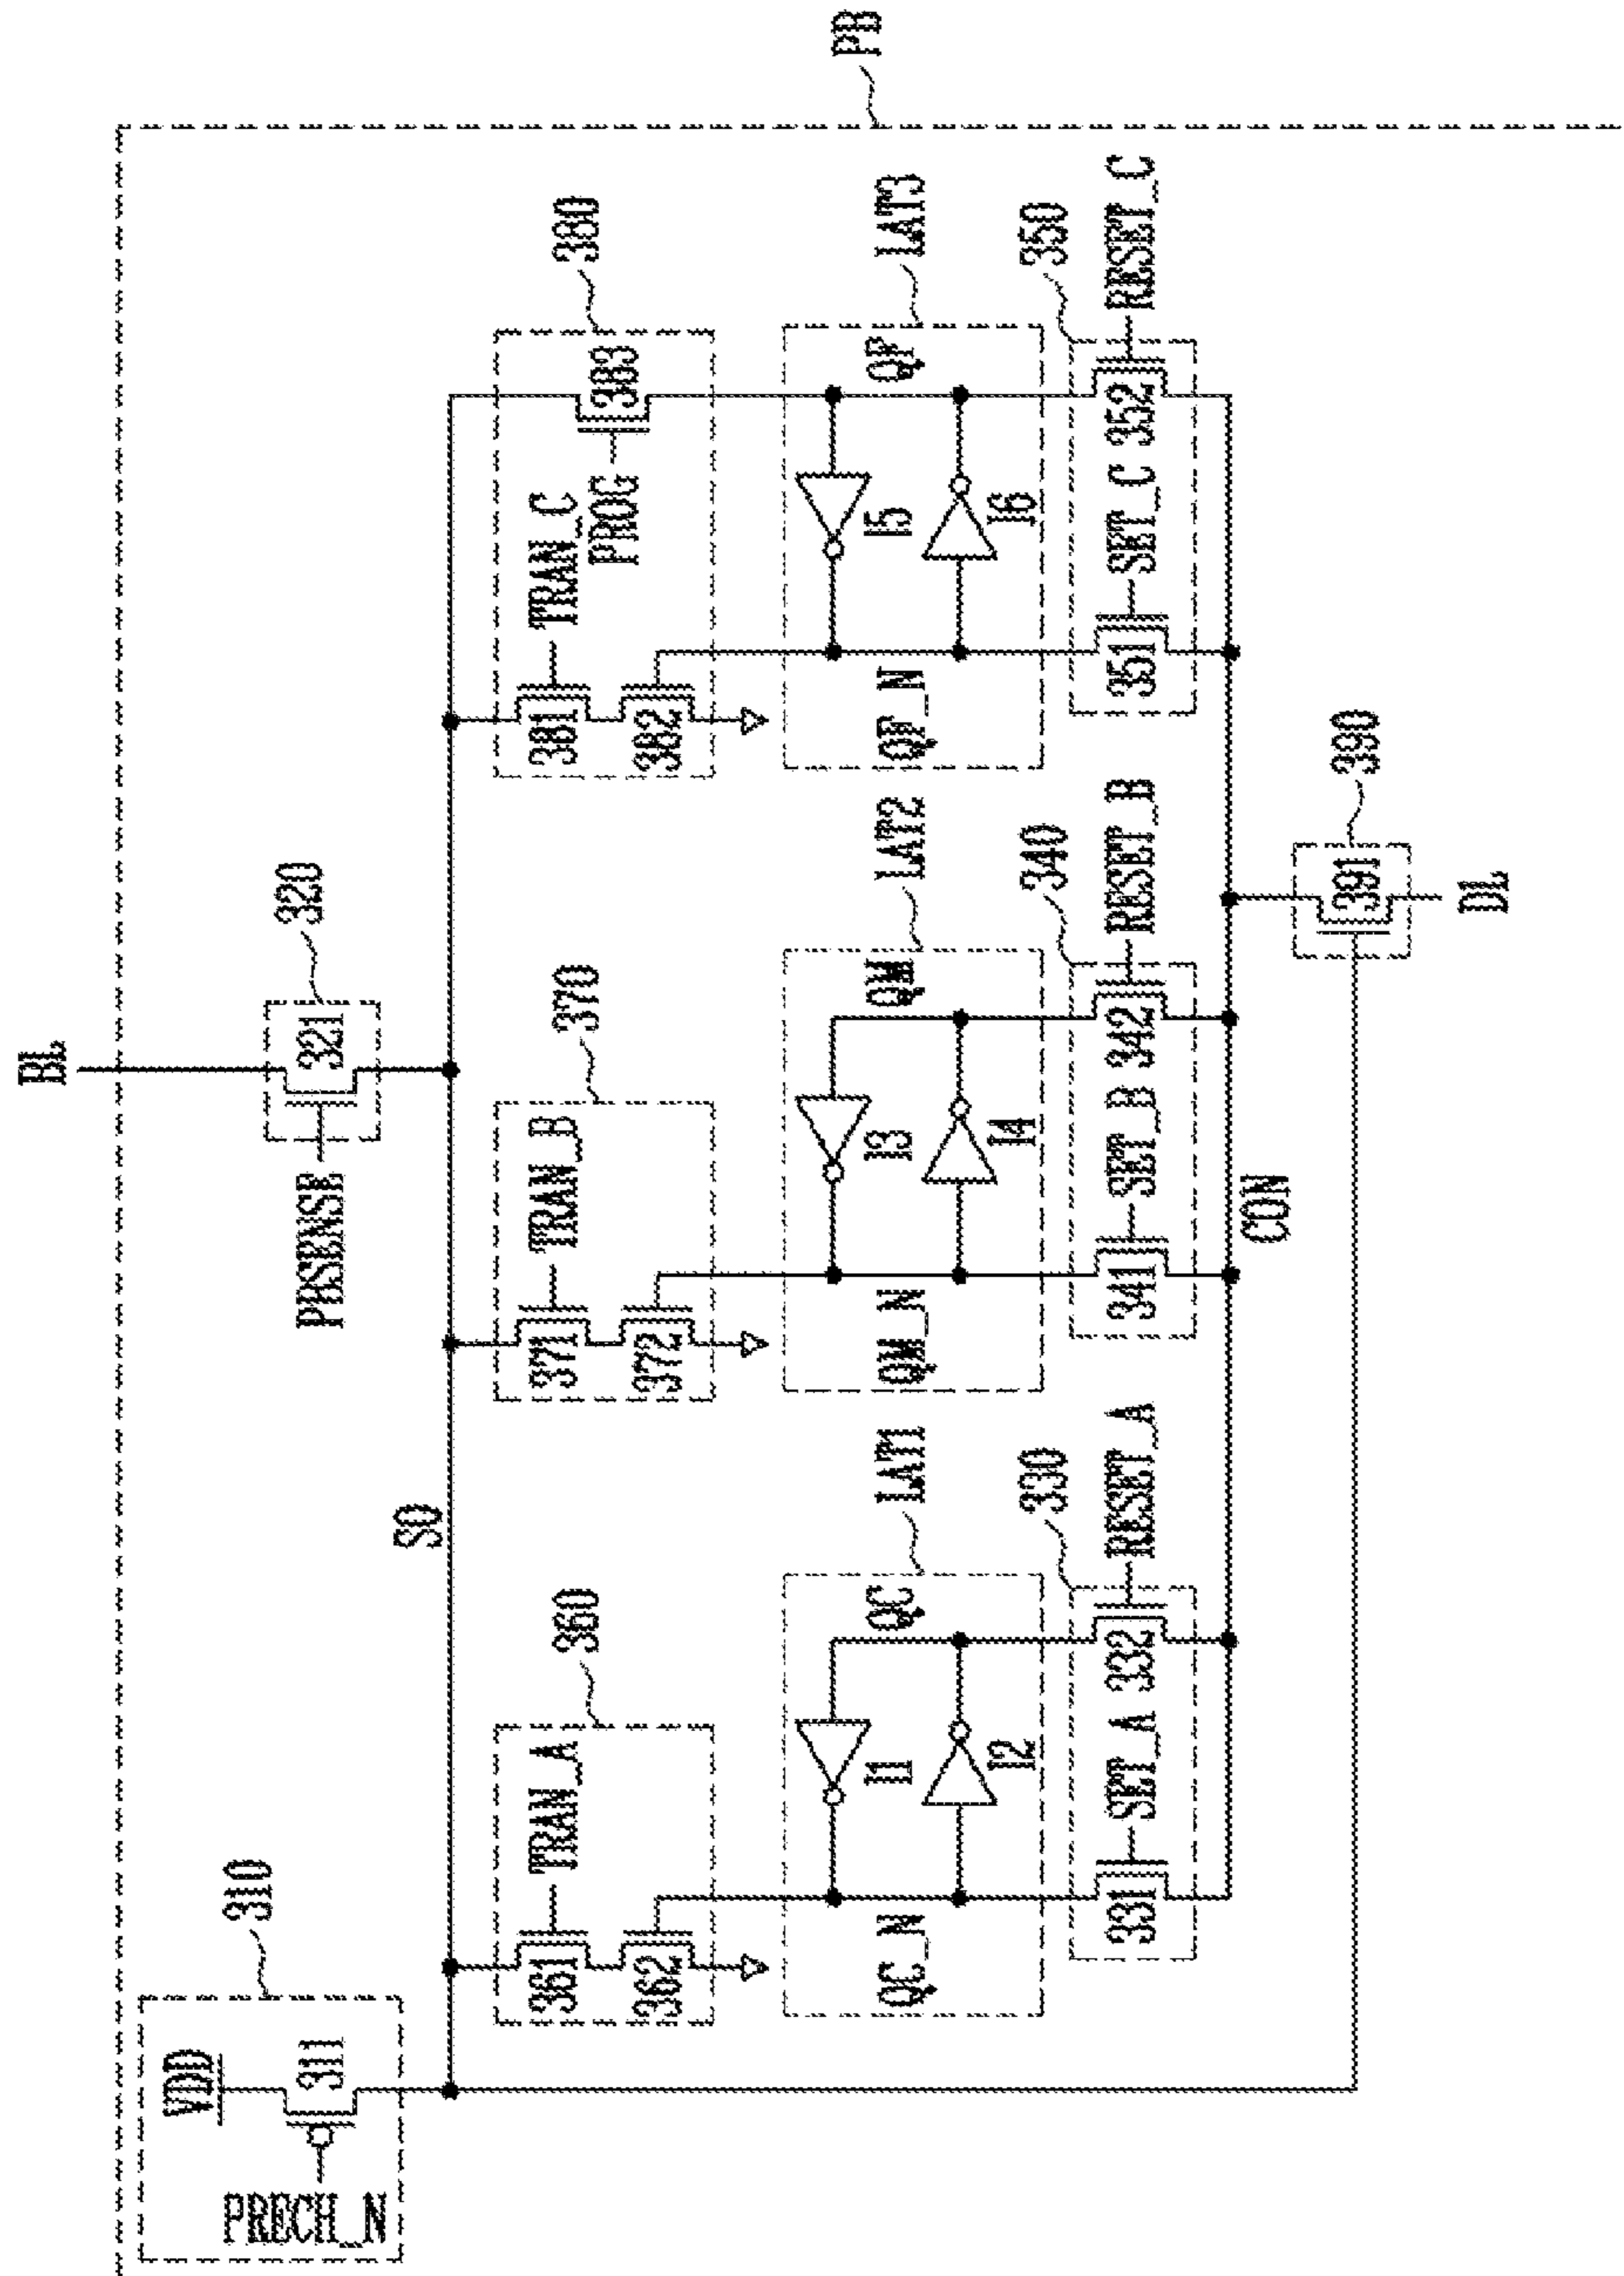 PB
BL
320
321
PBSENSE
310
VDD
311
PRECH_N
SO
360
TRAN_A
361
362
370
TRAN_B
371
372
380
TRAN_C
381
382
383
PROG
LAT1
QC_N
QC
I1
I2
LAT2
QM_N
QM
I3
I4
LAT3
QF_N
QF
I5
I6
330
331
SET_A
332
RESET_A
340
341
SET_B
342
RESET_B
350
351
SET_C
352
RESET_C
CON
390
391
DL